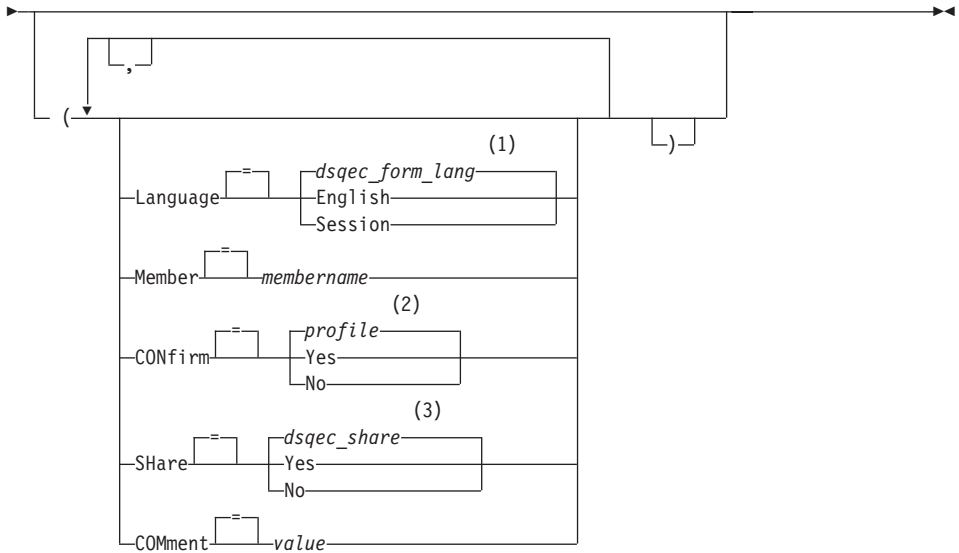 ,
(
)
(1)
= dsqec_form_lang
Language English
Session
=
Member membername
(2)
= profile
CONfirm Yes
No
(3)
= dsqec_share
SHare Yes
No
=
COMment value